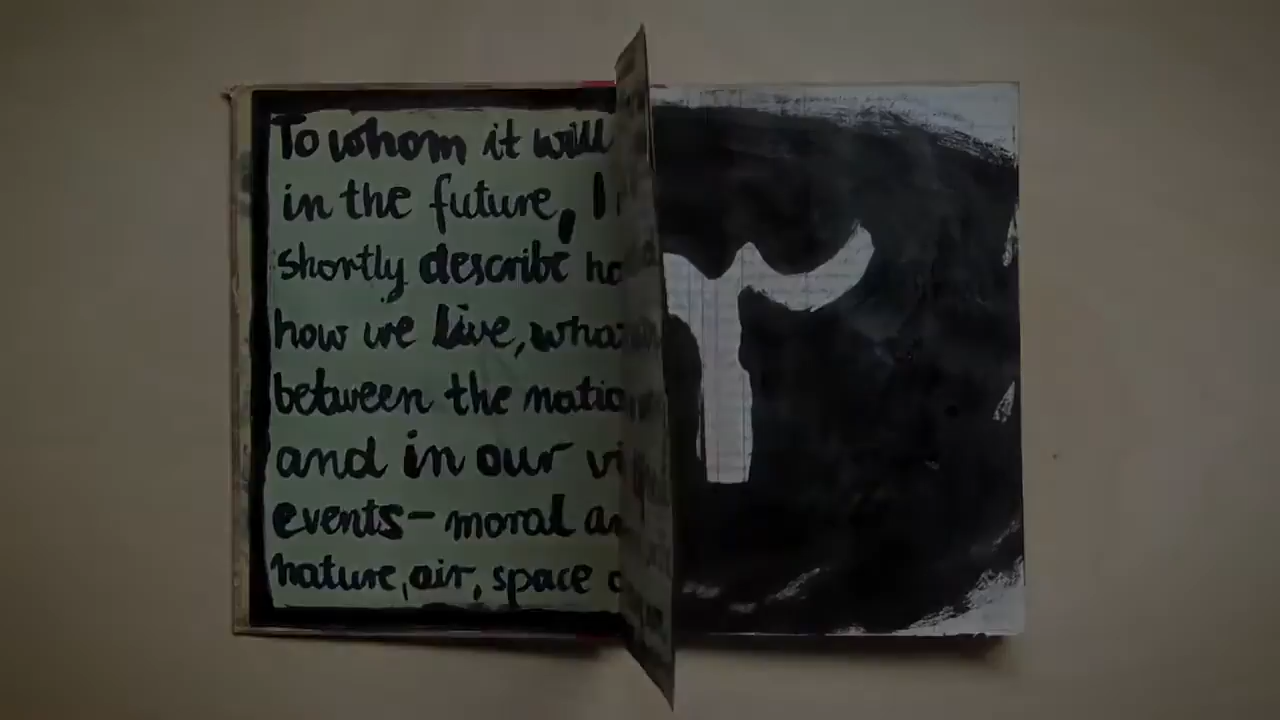 To whom it will
in the future, I
shortly describe
how we live,
between the
and in our
events – moral
nature, air, space